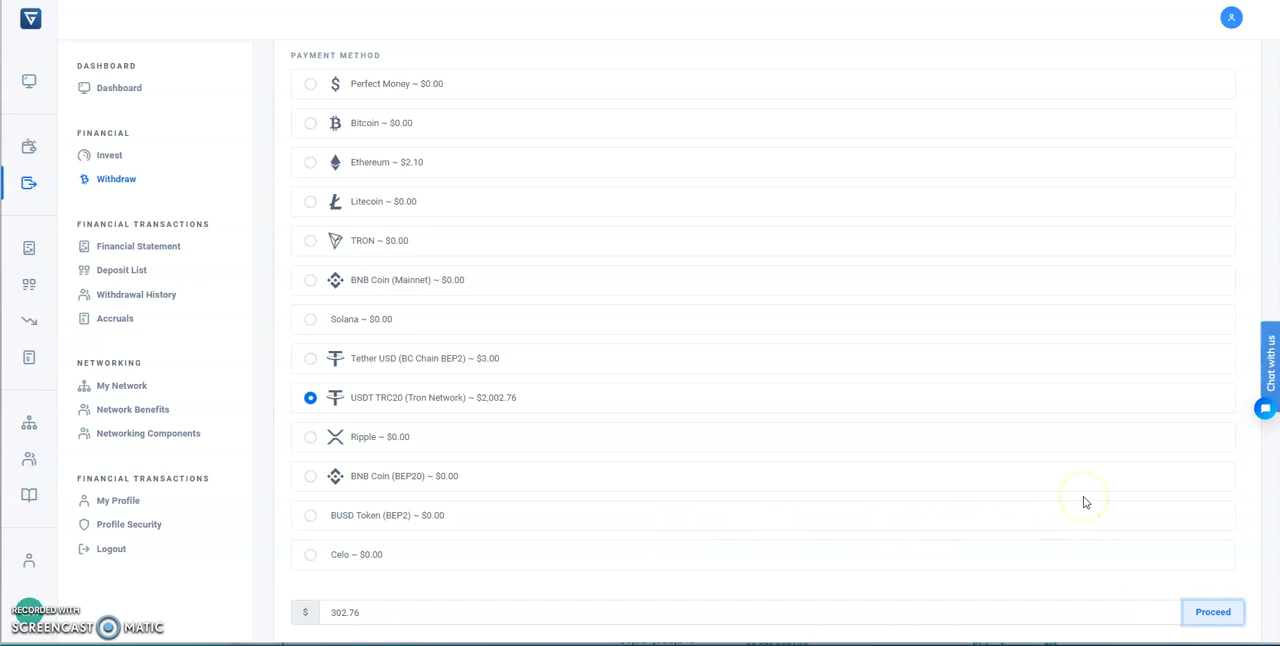 DASHBOARD
Dashboard
FINANCIAL
Invest
Withdraw
FINANCIAL TRANSACTIONS
Financial Statement
Deposit List
Withdrawal History
Accruals
NETWORKING
My Network
Network Benefits
Networking Components
FINANCIAL TRANSACTIONS
My Profile
Profile Security
Logout
RECORDED WITH
SCREENCAST MATIC
PAYMENT METHOD
Perfect Money ~ $0.00
Bitcoin ~ $0.00
Ethereum ~ $2.10
Litecoin ~ $0.00
TRON ~ $0.00
BNB Coin (Mainnet) ~ $0.00
Solana ~ $0.00
Tether USD (BC Chain BEP2) ~ $3.00
USDT TRC20 (Tron Network) ~ $2,002.76
Ripple ~ $0.00
BNB Coin (BEP20) ~ $0.00
BUSD Token (BEP2) ~ $0.00
Celo ~ $0.00
$ 302.76 Proceed
Chat with us